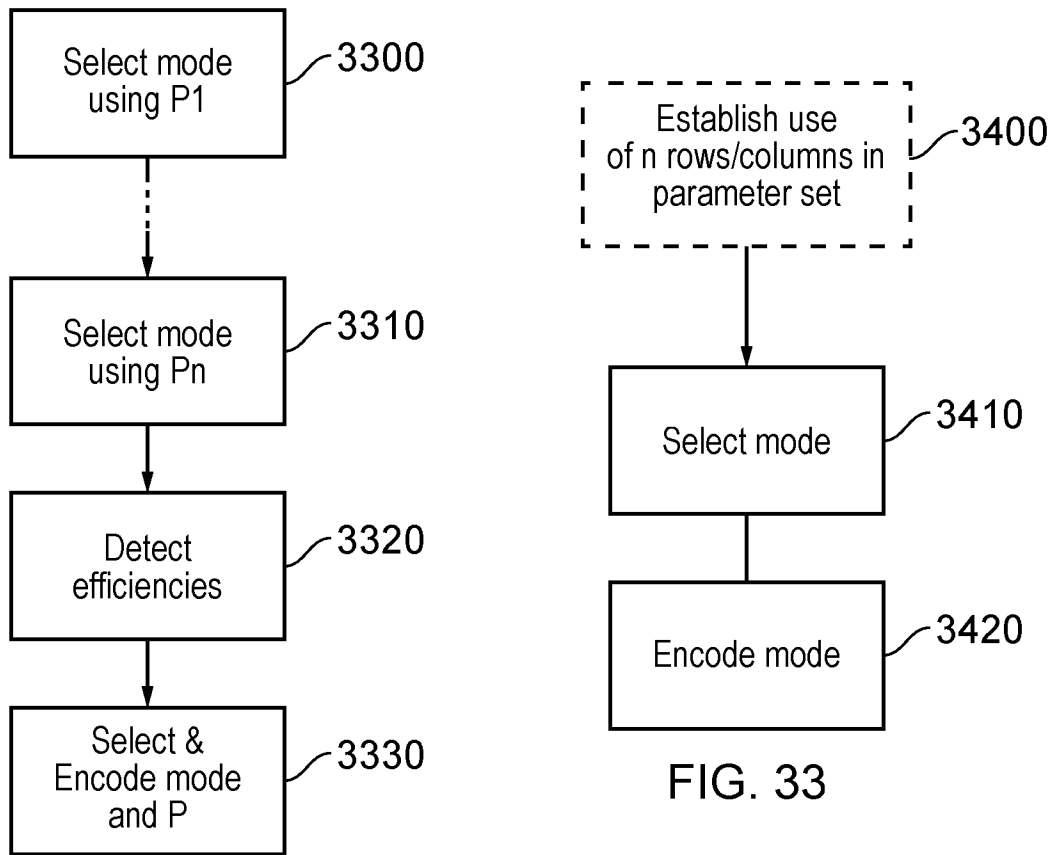 Select mode
using P1
3300
Select mode
using Pn
3310
Detect
efficiencies
3320
Select &
Encode mode
and P
3330
Establish use
of n rows/columns in
parameter set
3400
Select mode
3410
Encode mode
3420
FIG. 33